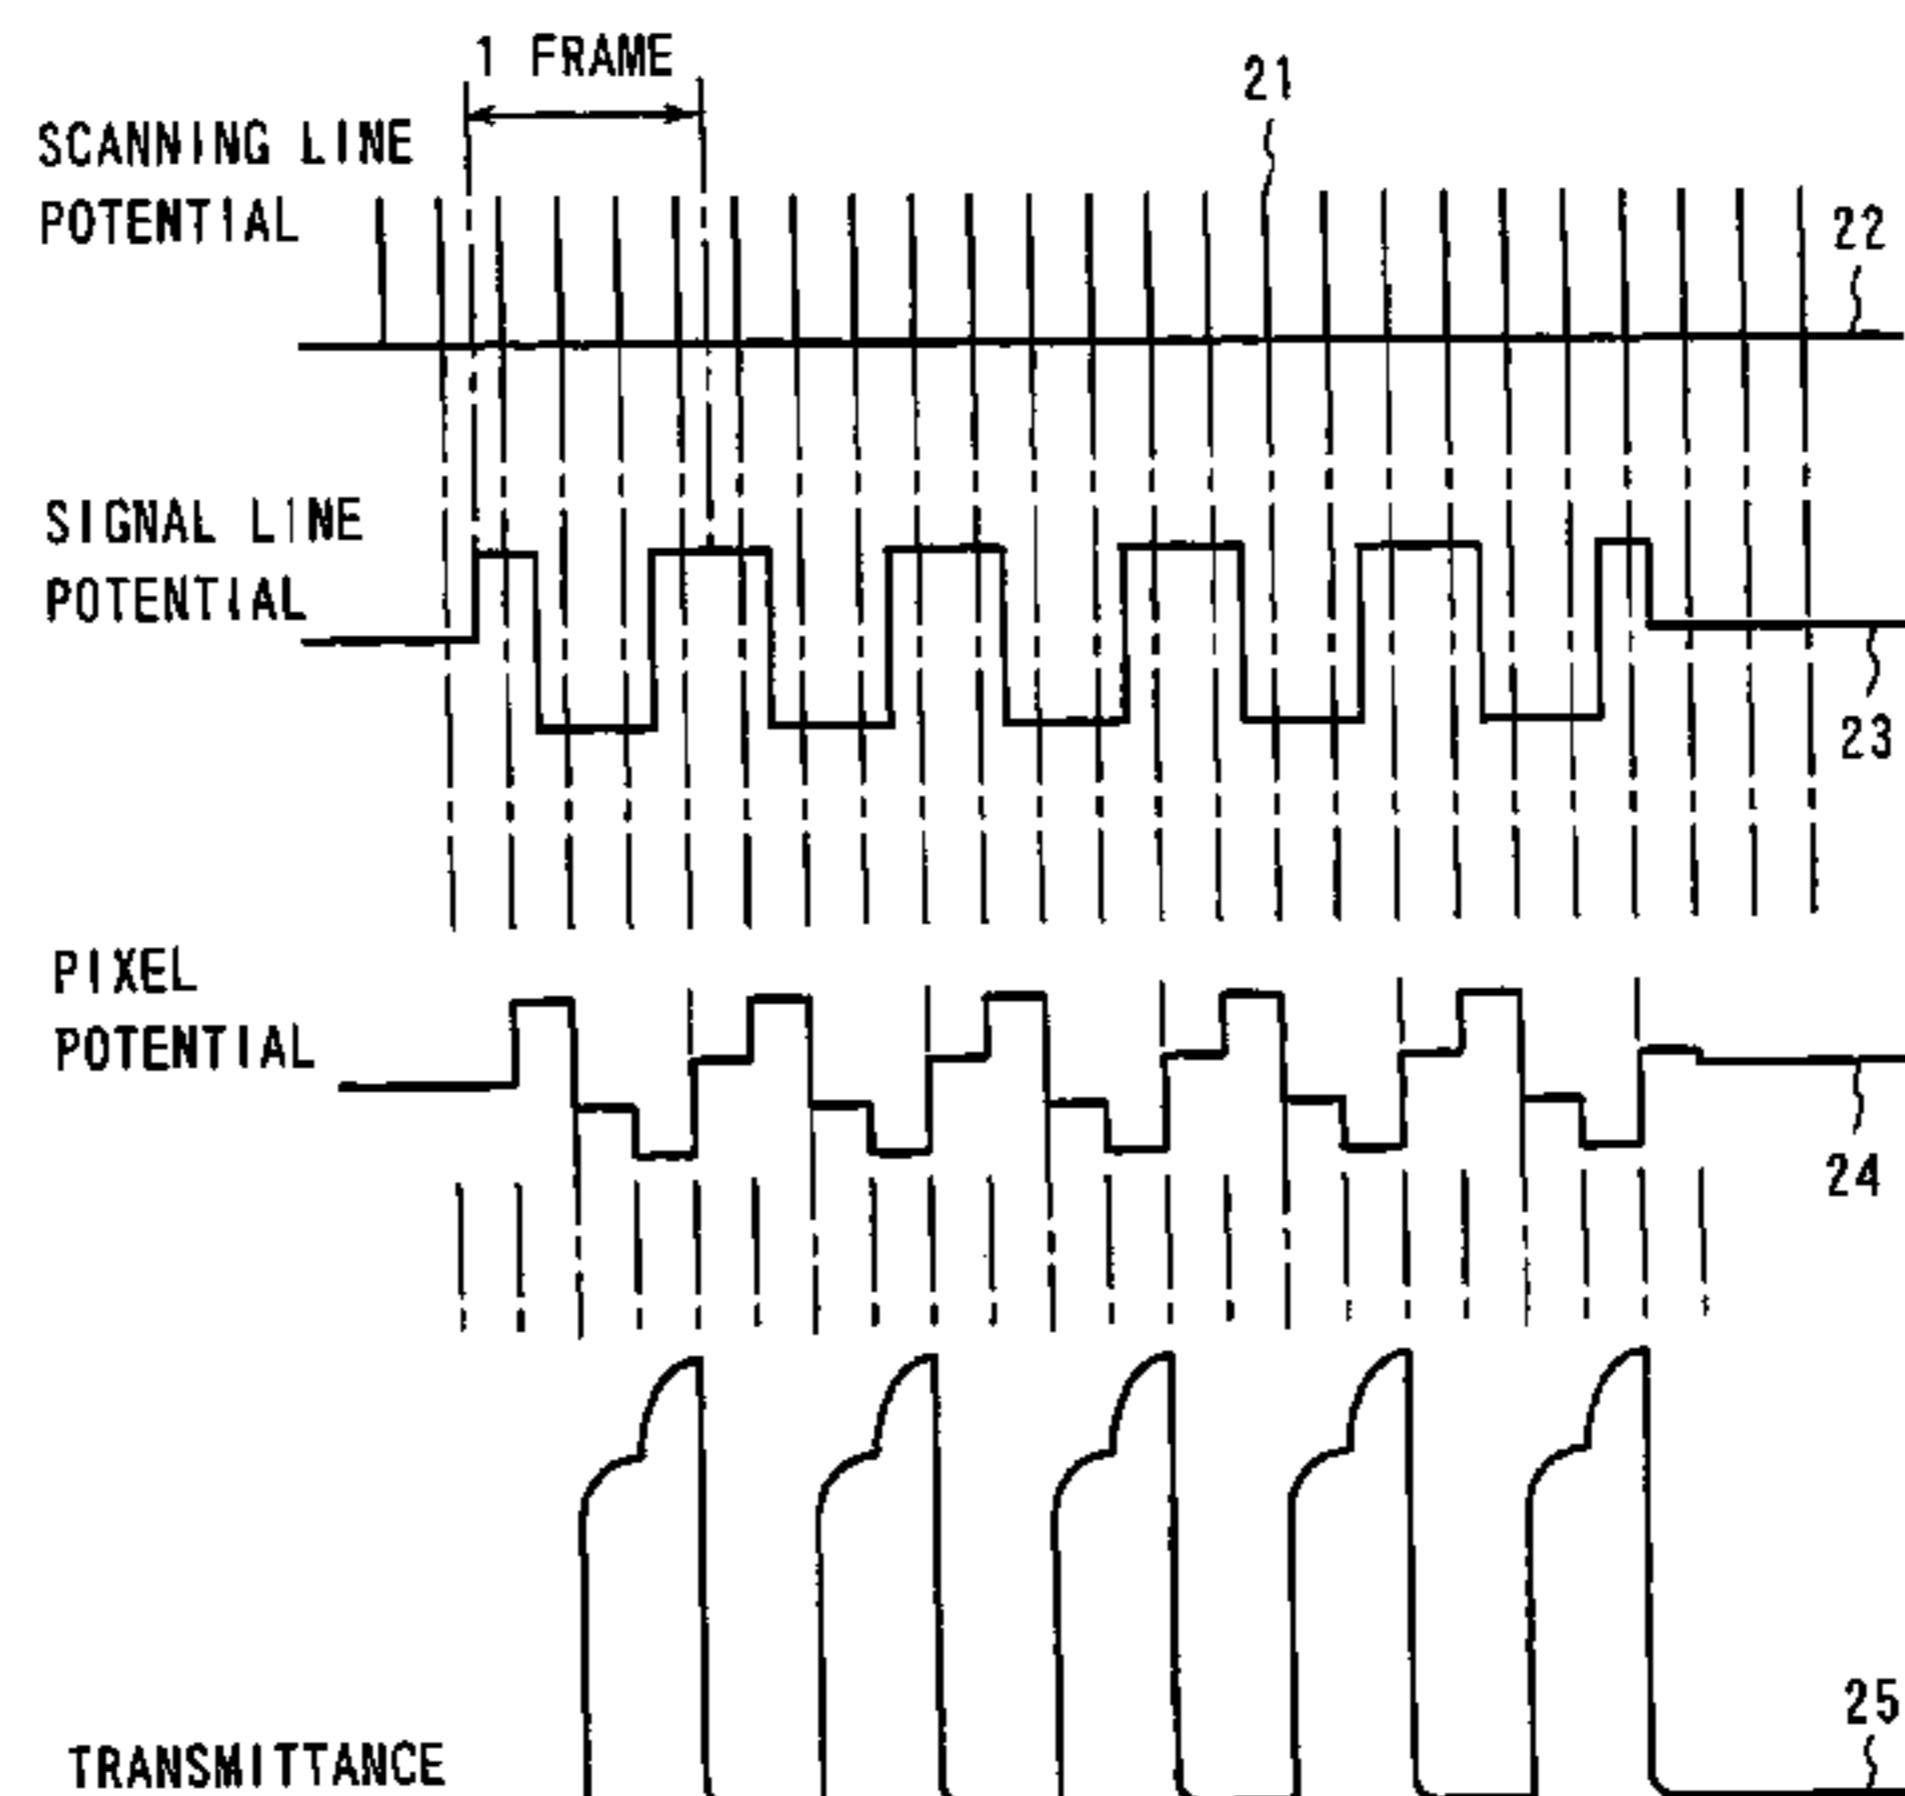 1 FRAME
21
SCANNING LINE
POTENTIAL
22
SIGNAL LINE
POTENTIAL
23
PIXEL
POTENTIAL
24
25
TRANSMITTANCE